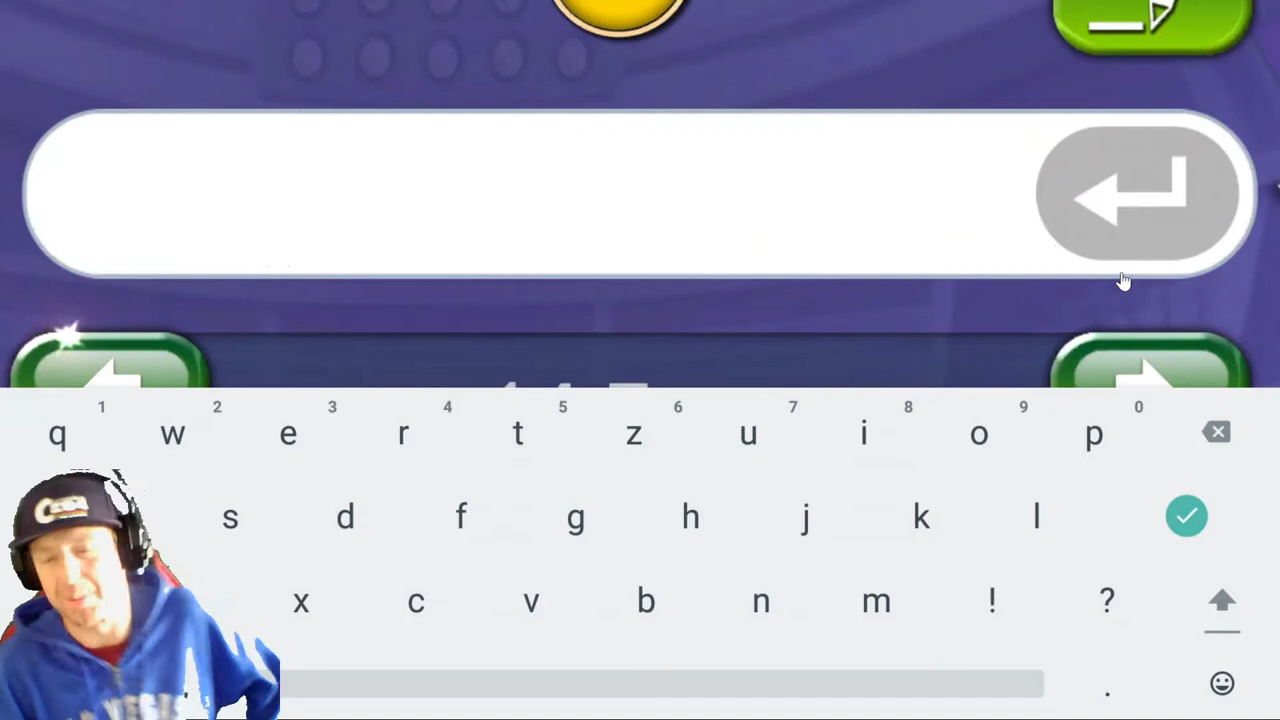 1 2 3 4 5 6 7 8 9 0
q w e r t z u i o p
s d f g h j k l
x c v b n m ! ?
.